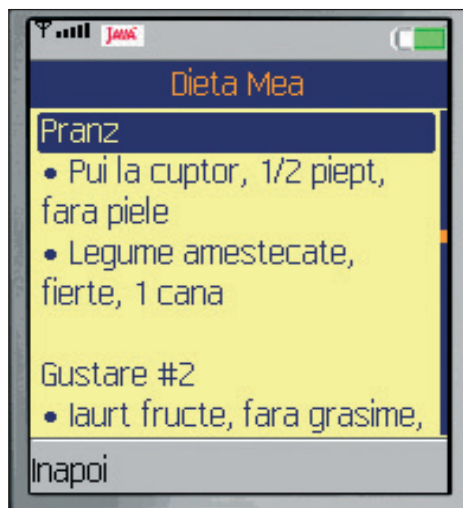 JAVA
Dieta Mea
Pranz
• Pui la cuptor, 1/2 piept,
fara piele
• Legume amestecate,
fierte, 1 cana
Gustare #2
• Iaurt fructe, fara grasime,
Inapoi